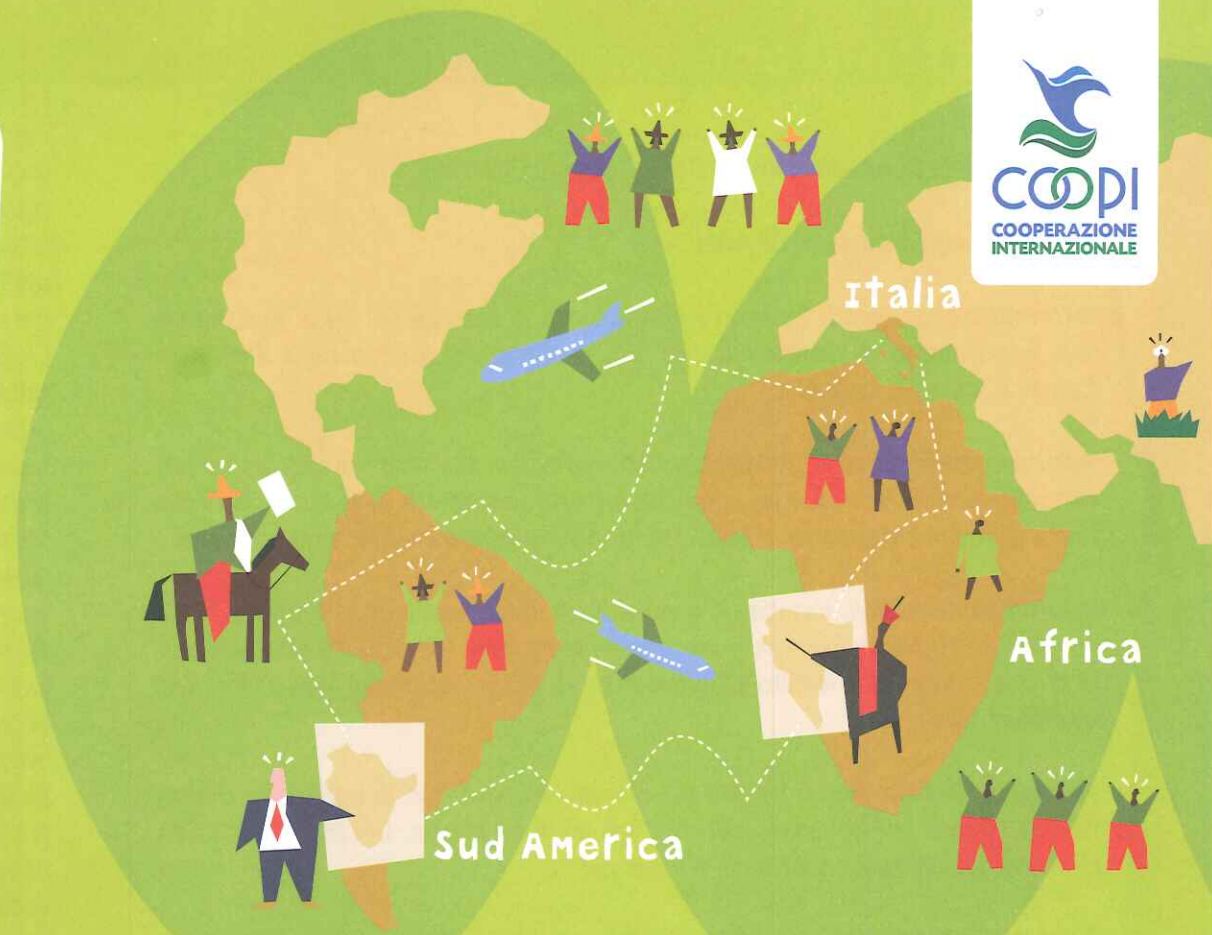 COOPI
COOPERAZIONE
INTERNAZIONALE
Italia
Africa
Sud America